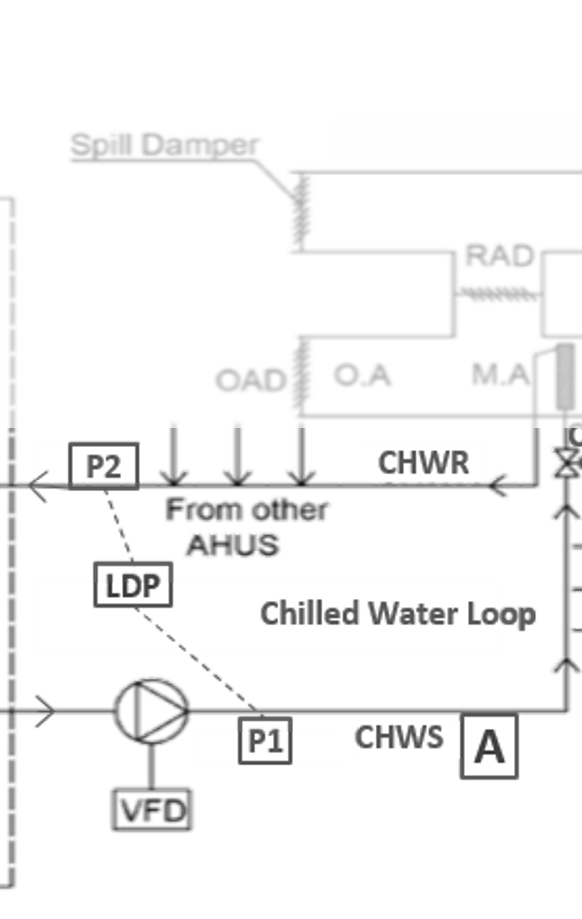 Spill Damper
RAD
OAD
O.A
M.A
P2
CHWR
From other
AHUS
LDP
Chilled Water Loop
P1
CHWS
A
VFD